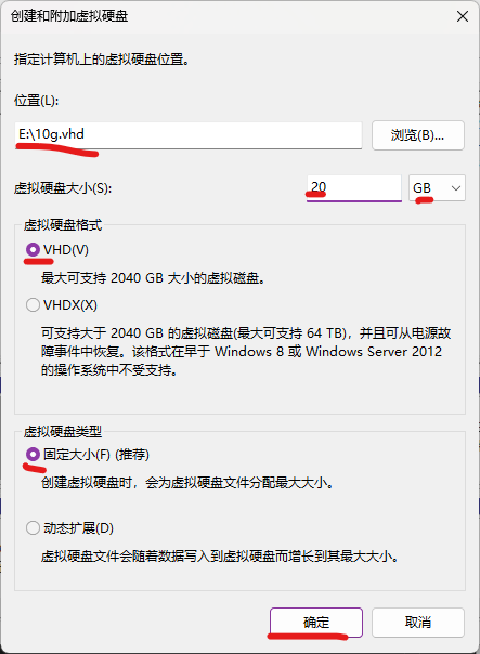 创建和附加虚拟硬盘
指定计算机上的虚拟硬盘位置。
位置(L):
E:\10g.vhd
浏览(B)...
虚拟硬盘大小(S):
20
GB
虚拟硬盘格式
VHD(V)
最大可支持 2040 GB 大小的虚拟磁盘。
VHDX(X)
可支持大于 2040 GB 的虚拟磁盘(最大可支持 64 TB)，并且可从电源故
障事件中恢复。该格式在早于 Windows 8 或 Windows Server 2012
的操作系统中不受支持。
虚拟硬盘类型
固定大小(F) (推荐)
创建虚拟硬盘时，会为虚拟硬盘文件分配最大大小。
动态扩展(D)
虚拟硬盘文件会随着数据写入到虚拟硬盘而增长到其最大大小。
确定
取消